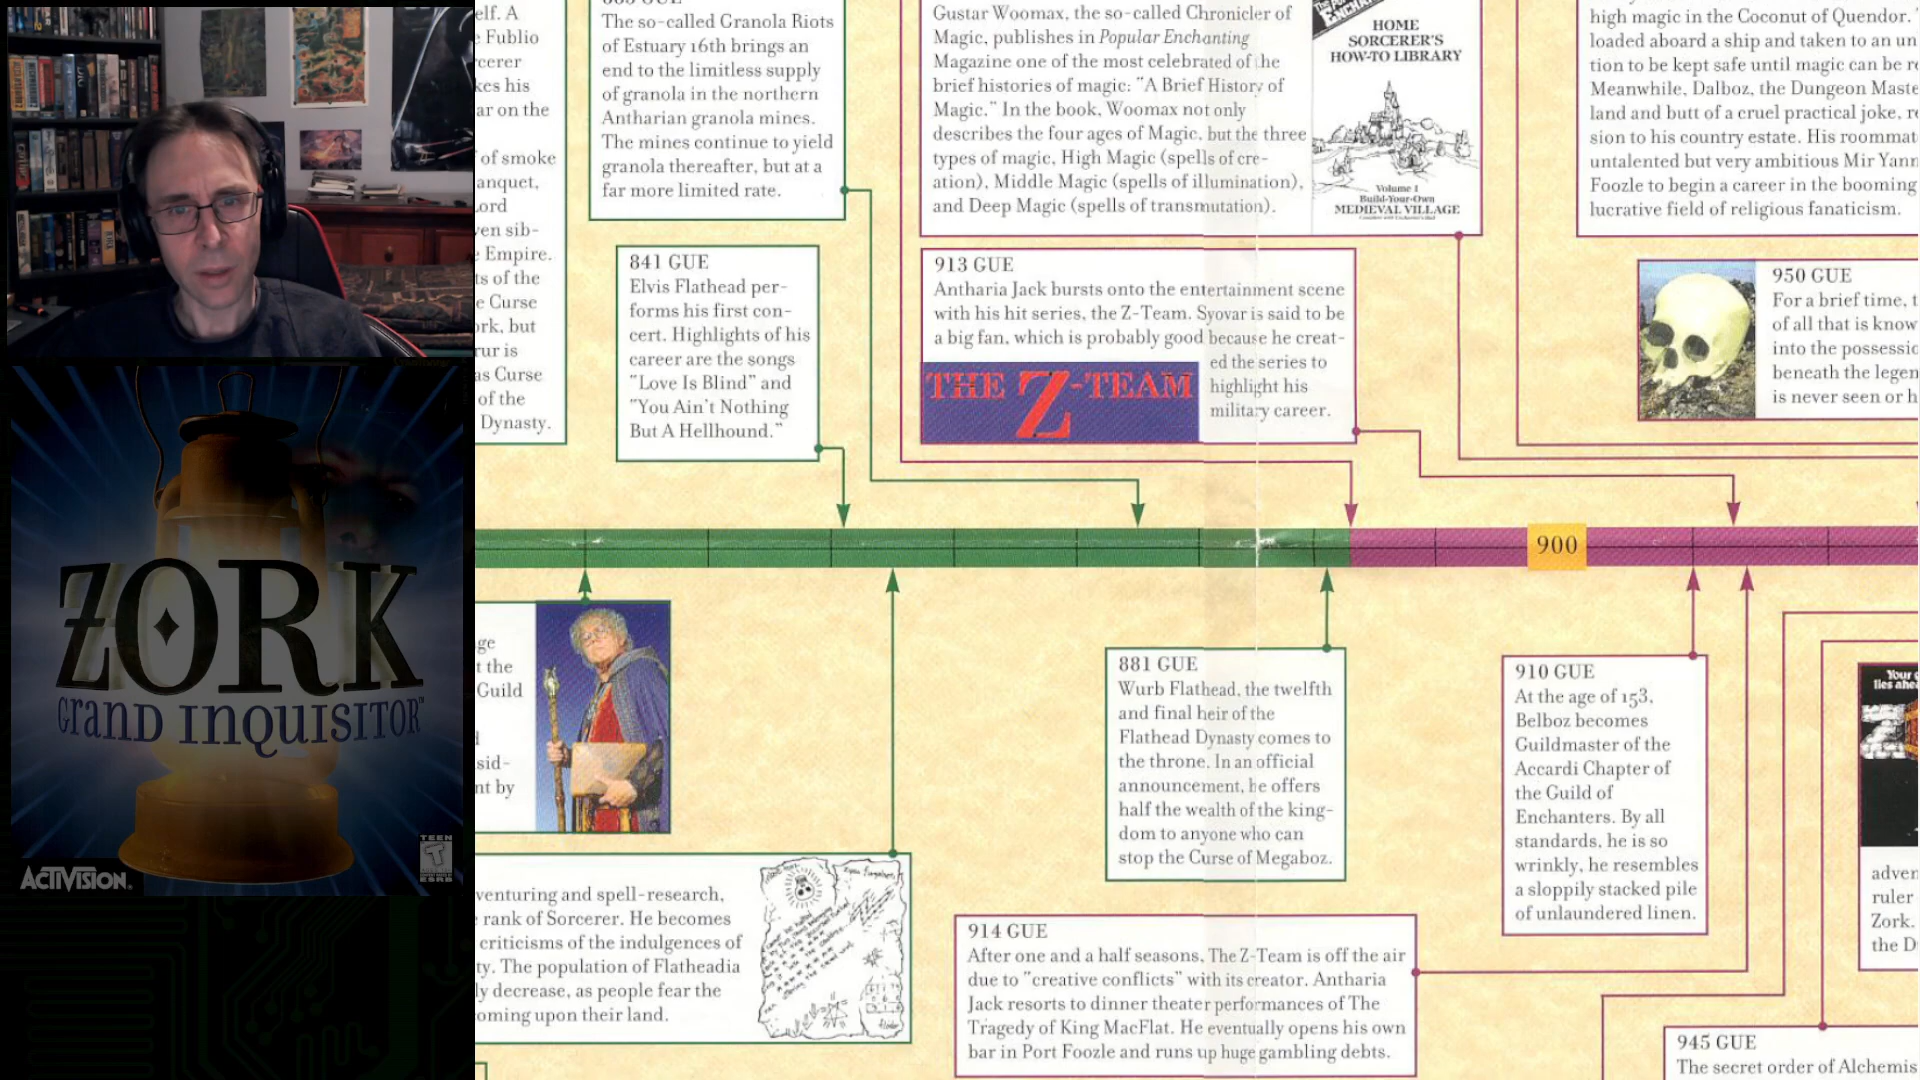 elf. A
e Fublio
rcerer
kes his
ar on the
of smoke
anquet,
Lord
ven sib-
e Empire.
ts of the
e Curse
ork, but
rur is
as Curse
of the
Dynasty.
The so-called Granola Riots
of Estuary 16th brings an
end to the limitless supply
of granola in the northern
Antharian granola mines.
The mines continue to yield
granola thereafter, but at a
far more limited rate.
841 GUE
Elvis Flathead per-
forms his first con-
cert. Highlights of his
career are the songs
"Love Is Blind" and
"You Ain't Nothing
But A Hellhound."
Gustar Woomax, the so-called Chronicler of
Magic, publishes in Popular Enchanting
Magazine one of the most celebrated of the
brief histories of magic: "A Brief History of
Magic." In the book, Woomax not only
describes the four ages of Magic, but the three
types of magic, High Magic (spells of cre-
ation), Middle Magic (spells of illumination),
and Deep Magic (spells of transmutation).
HOME
SORCERER'S
HOW-TO LIBRARY
Volume 1
Build-Your-Own
MEDIEVAL VILLAGE
913 GUE
Antharia Jack bursts onto the entertainment scene
with his hit series, the Z-Team. Syovar is said to be
a big fan, which is probably good because he creat-
ed the series to
highlight his
military career.
THE Z-TEAM
high magic in the Coconut of Quendor.
loaded aboard a ship and taken to an un
tion to be kept safe until magic can be re
Meanwhile, Dalboz, the Dungeon Maste
land and butt of a cruel practical joke, re
sion to his country estate. His roommat
untalented but very ambitious Mir Yann
Foozle to begin a career in the booming
lucrative field of religious fanaticism.
950 GUE
For a brief time, t
of all that is know
into the possessio
beneath the legen
is never seen or h
900
ge
t the
Guild
sid-
nt by
venturing and spell-research,
rank of Sorcerer. He becomes
criticisms of the indulgences of
ty. The population of Flatheadia
ly decrease, as people fear the
oming upon their land.
881 GUE
Wurb Flathead, the twelfth
and final heir of the
Flathead Dynasty comes to
the throne. In an official
announcement, he offers
half the wealth of the king-
dom to anyone who can
stop the Curse of Megaboz.
914 GUE
After one and a half seasons, The Z-Team is off the air
due to "creative conflicts" with its creator. Antharia
Jack resorts to dinner theater performances of The
Tragedy of King MacFlat. He eventually opens his own
bar in Port Foozle and runs up huge gambling debts.
910 GUE
At the age of 153,
Belboz becomes
Guildmaster of the
Accardi Chapter of
the Guild of
Enchanters. By all
standards, he is so
wrinkly, he resembles
a sloppily stacked pile
of unlaundered linen.
Your g
lies ahea
adven
ruler
Zork.
the D
945 GUE
The secret order of Alchemis
ZORK
GRAND INQUISITOR™
ACTIVISION.
TEEN
T
ESRB